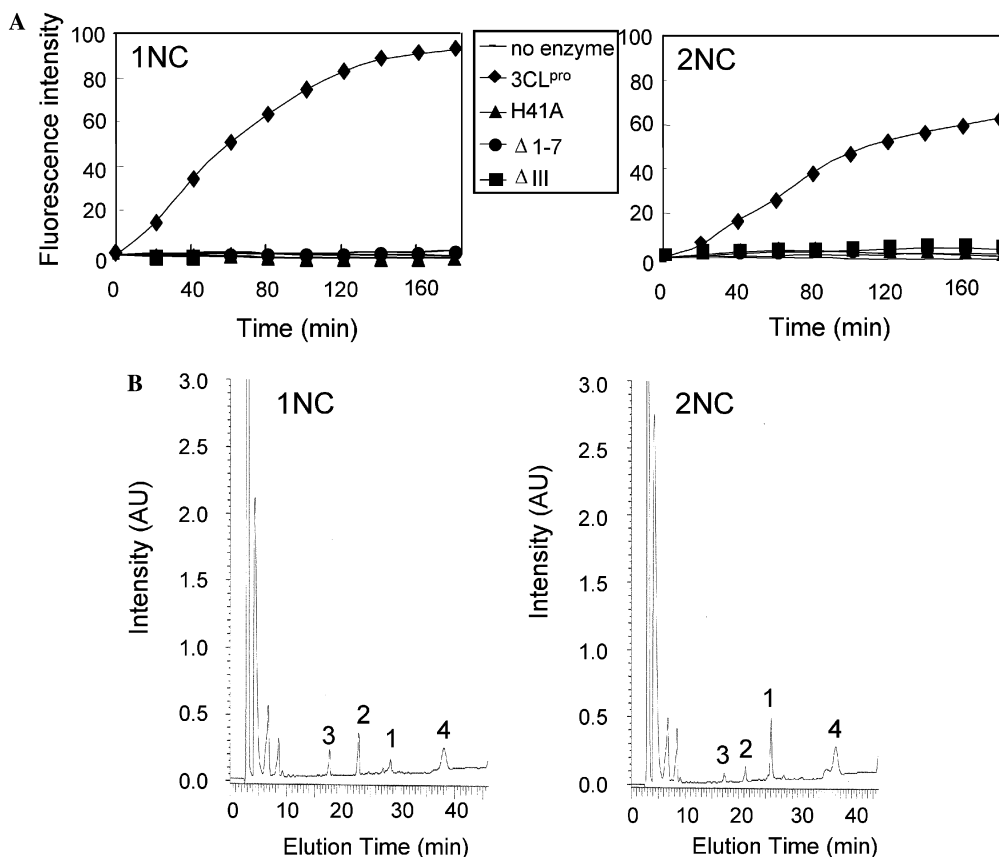 A
Fluorescence intensity
100
80
60
40
20
0
1NC
0 40 80 120 160
Time (min)
no enzyme
3CLpro
H41A
Δ 1-7
Δ III
100
80
60
40
20
0
2NC
0 40 80 120 160
Time (min)
B
Intensity (AU)
3.0
2.5
2.0
1.5
1.0
0.5
0.0
1NC
3 2 1 4
0 10 20 30 40
Elution Time (min)
Intensity (AU)
3.0
2.5
2.0
1.5
1.0
0.5
0.0
2NC
3 2 1 4
0 10 20 30 40
Elution Time (min)